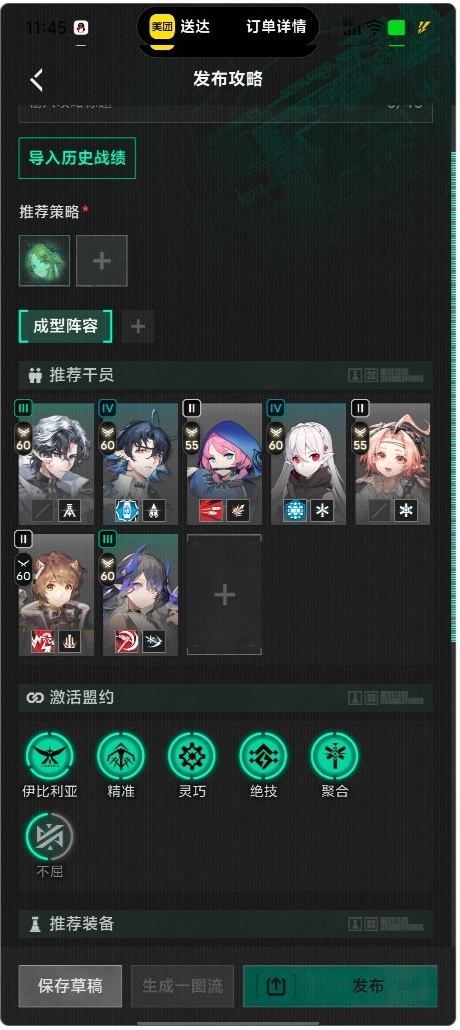 11:45 美团 送达 订单详情
发布攻略
导入历史战绩
推荐策略*
成型阵容
推荐干员
III IV II IV II
60 60 55 60 55
II III
60 60
激活盟约
伊比利亚 精准 灵巧 绝技 聚合
不屈
推荐装备
保存草稿 生成一图流 发布